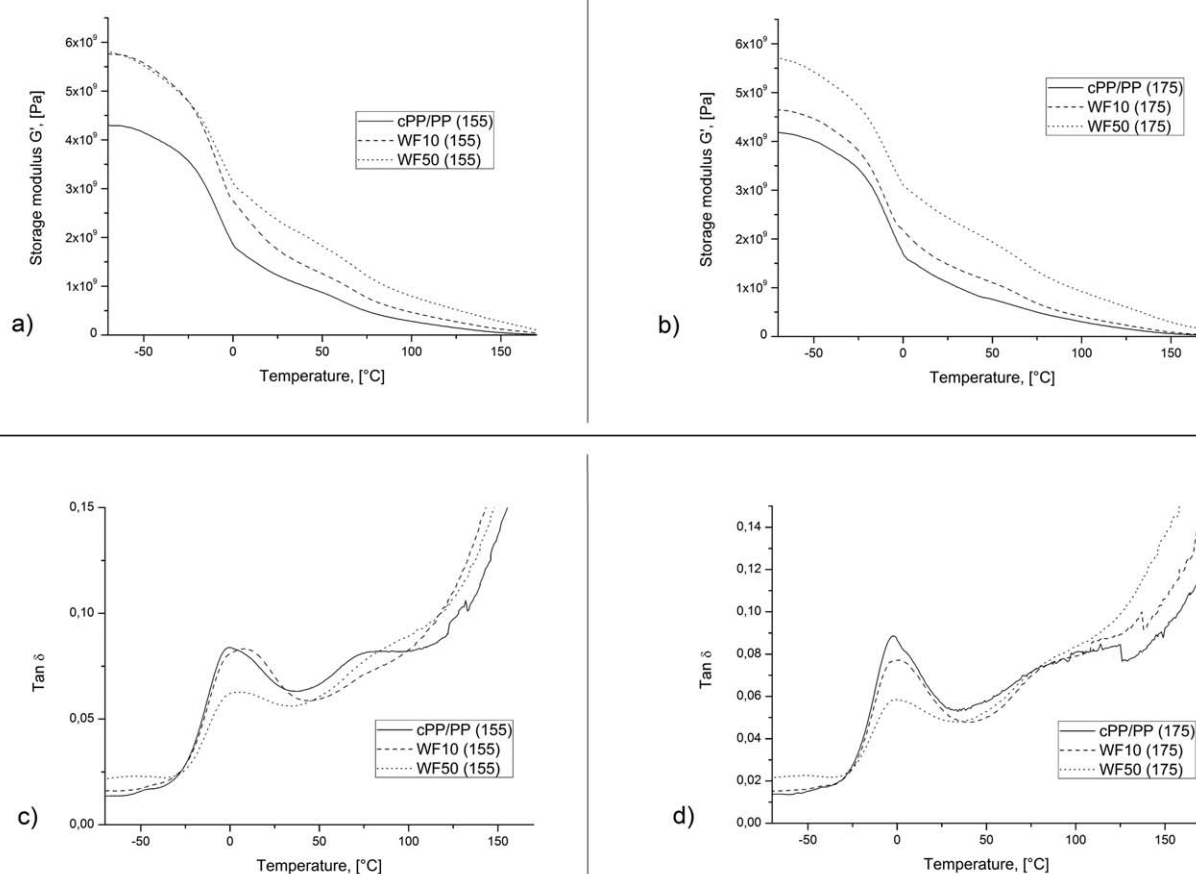 6x10⁹
5x10⁹
4x10⁹
3x10⁹
2x10⁹
1x10⁹
0
-50
0
50
100
150
Storage modulus G', [Pa]
Temperature, [°C]
cPP/PP (155)
WF10 (155)
WF50 (155)
a)
6x10⁹
5x10⁹
4x10⁹
3x10⁹
2x10⁹
1x10⁹
0
-50
0
50
100
150
Storage modulus G', [Pa]
Temperature, [°C]
cPP/PP (175)
WF10 (175)
WF50 (175)
b)
0,15
0,10
0,05
0,00
-50
0
50
100
150
Tan δ
Temperature, [°C]
cPP/PP (155)
WF10 (155)
WF50 (155)
c)
0,14
0,12
0,10
0,08
0,06
0,04
0,02
0,00
-50
0
50
100
150
Tan δ
Temperature, [°C]
cPP/PP (175)
WF10 (175)
WF50 (175)
d)